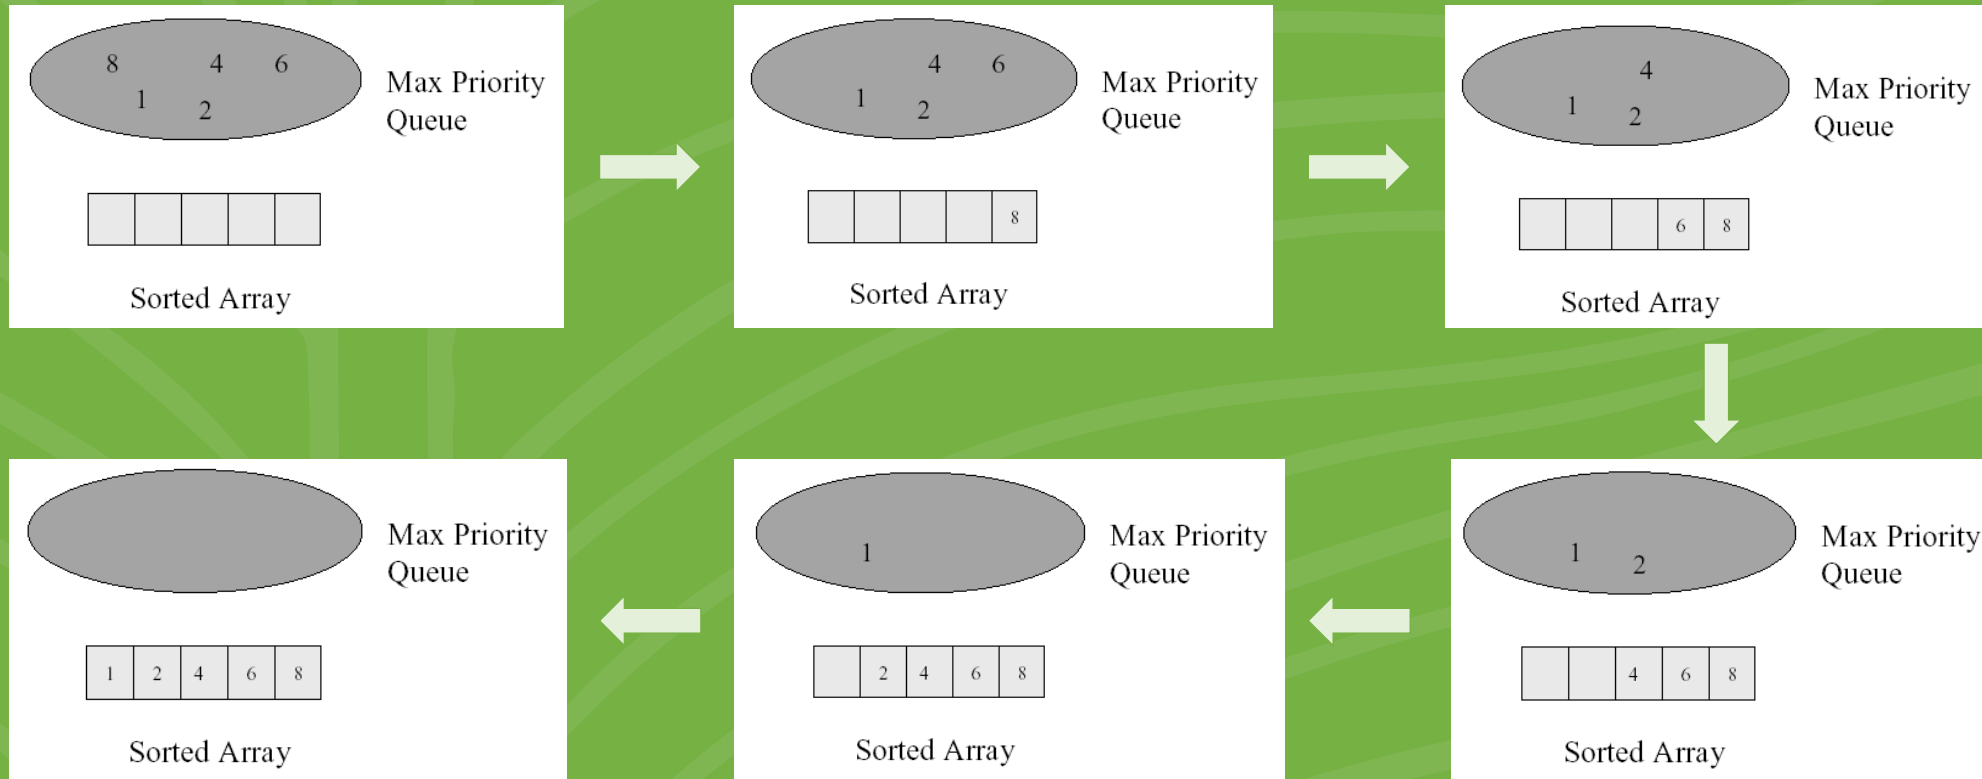 8 4 6
1 2
Max Priority
Queue
Sorted Array
4 6
1 2
Max Priority
Queue
8
Sorted Array
4
1 2
Max Priority
Queue
6 8
Sorted Array
1 2
Max Priority
Queue
4 6 8
Sorted Array
1
Max Priority
Queue
2 4 6 8
Sorted Array
Max Priority
Queue
1 2 4 6 8
Sorted Array